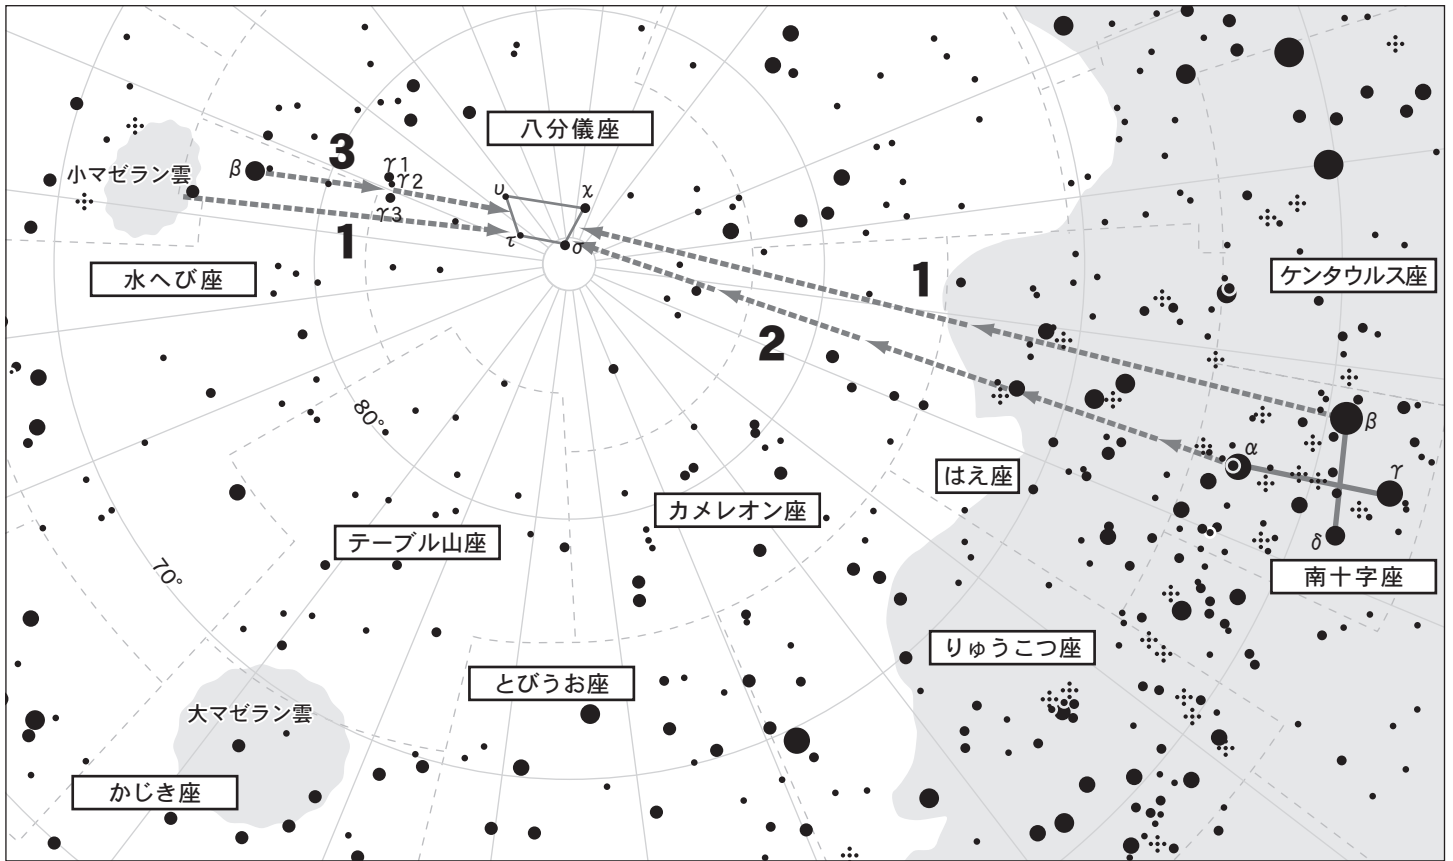 八分儀座
3
γ1
β
γ2
小マゼラン雲
υ
χ
γ3
1
τ
σ
水へび座
1
ケンタウルス座
2
80°
β
α
γ
はえ座
カメレオン座
テーブル山座
δ
70°
南十字座
りゅうこつ座
とびうお座
大マゼラン雲
かじき座